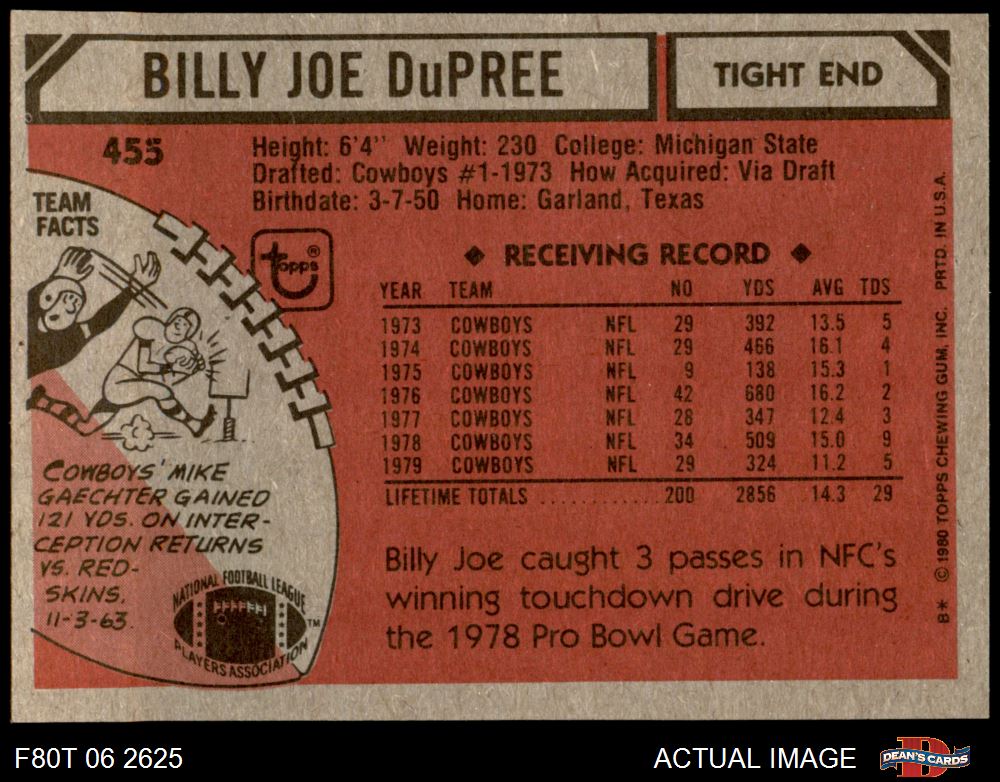 BILLY JOE DuPREE
TIGHT END
455
Height: 6'4" Weight: 230 College: Michigan State
Drafted: Cowboys #1-1973 How Acquired: Via Draft
Birthdate: 3-7-50 Home: Garland, Texas
TEAM
FACTS
topps®
◆ RECEIVING RECORD ◆
YEAR TEAM NO YDS AVG TDS
1973 COWBOYS NFL 29 392 13.5 5
1974 COWBOYS NFL 29 466 16.1 4
1975 COWBOYS NFL 9 138 15.3 1
1976 COWBOYS NFL 42 680 16.2 2
1977 COWBOYS NFL 28 347 12.4 3
1978 COWBOYS NFL 34 509 15.0 9
1979 COWBOYS NFL 29 324 11.2 5
LIFETIME TOTALS ............ 200 2856 14.3 29
COWBOYS' MIKE
GAECHTER GAINED
121 YDS. ON INTER-
CEPTION RETURNS
VS. RED-
SKINS,
11-3-63.
NATIONAL FOOTBALL LEAGUE
PLAYERS ASSOCIATION
TM
Billy Joe caught 3 passes in NFC's
winning touchdown drive during
the 1978 Pro Bowl Game.
B* © 1980 TOPPS CHEWING GUM, INC. PRTD. IN U.S.A.
F80T 06 2625
ACTUAL IMAGE
D
DEAN'S CARDS